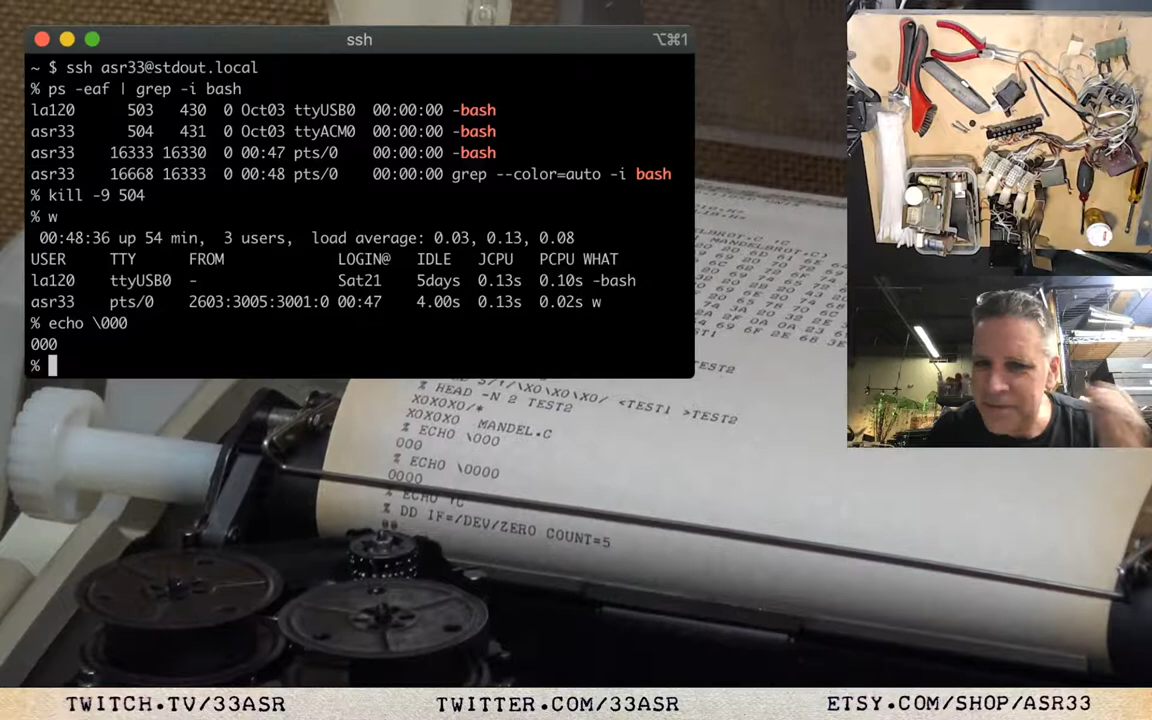 ssh
⌥⌘1
~ $ ssh asr33@stdout.local
% ps -eaf | grep -i bash
la120 503 430 0 Oct03 ttyUSB0 00:00:00 -bash
asr33 504 431 0 Oct03 ttyACM0 00:00:00 -bash
asr33 16333 16330 0 00:47 pts/0 00:00:00 -bash
asr33 16668 16333 0 00:48 pts/0 00:00:00 grep --color=auto -i bash
% kill -9 504
% w
00:48:36 up 54 min, 3 users, load average: 0.03, 0.13, 0.08
USER TTY FROM LOGIN@ IDLE JCPU PCPU WHAT
la120 ttyUSB0 - Sat21 5days 0.13s 0.10s -bash
asr33 pts/0 2603:3005:3001:0 00:47 4.00s 0.13s 0.02s w
% echo \000
000
%
TEST2
<TEST1 >TEST2
% HEAD -N 2 TEST2
X0X0X0/*
X0X0X0 MANDEL.C
% ECHO \000
000
% ECHO \0000
0000
% DD IF=/DEV/ZERO COUNT=5
TWITCH.TV/33ASR
TWITTER.COM/33ASR
ETSY.COM/SHOP/ASR33